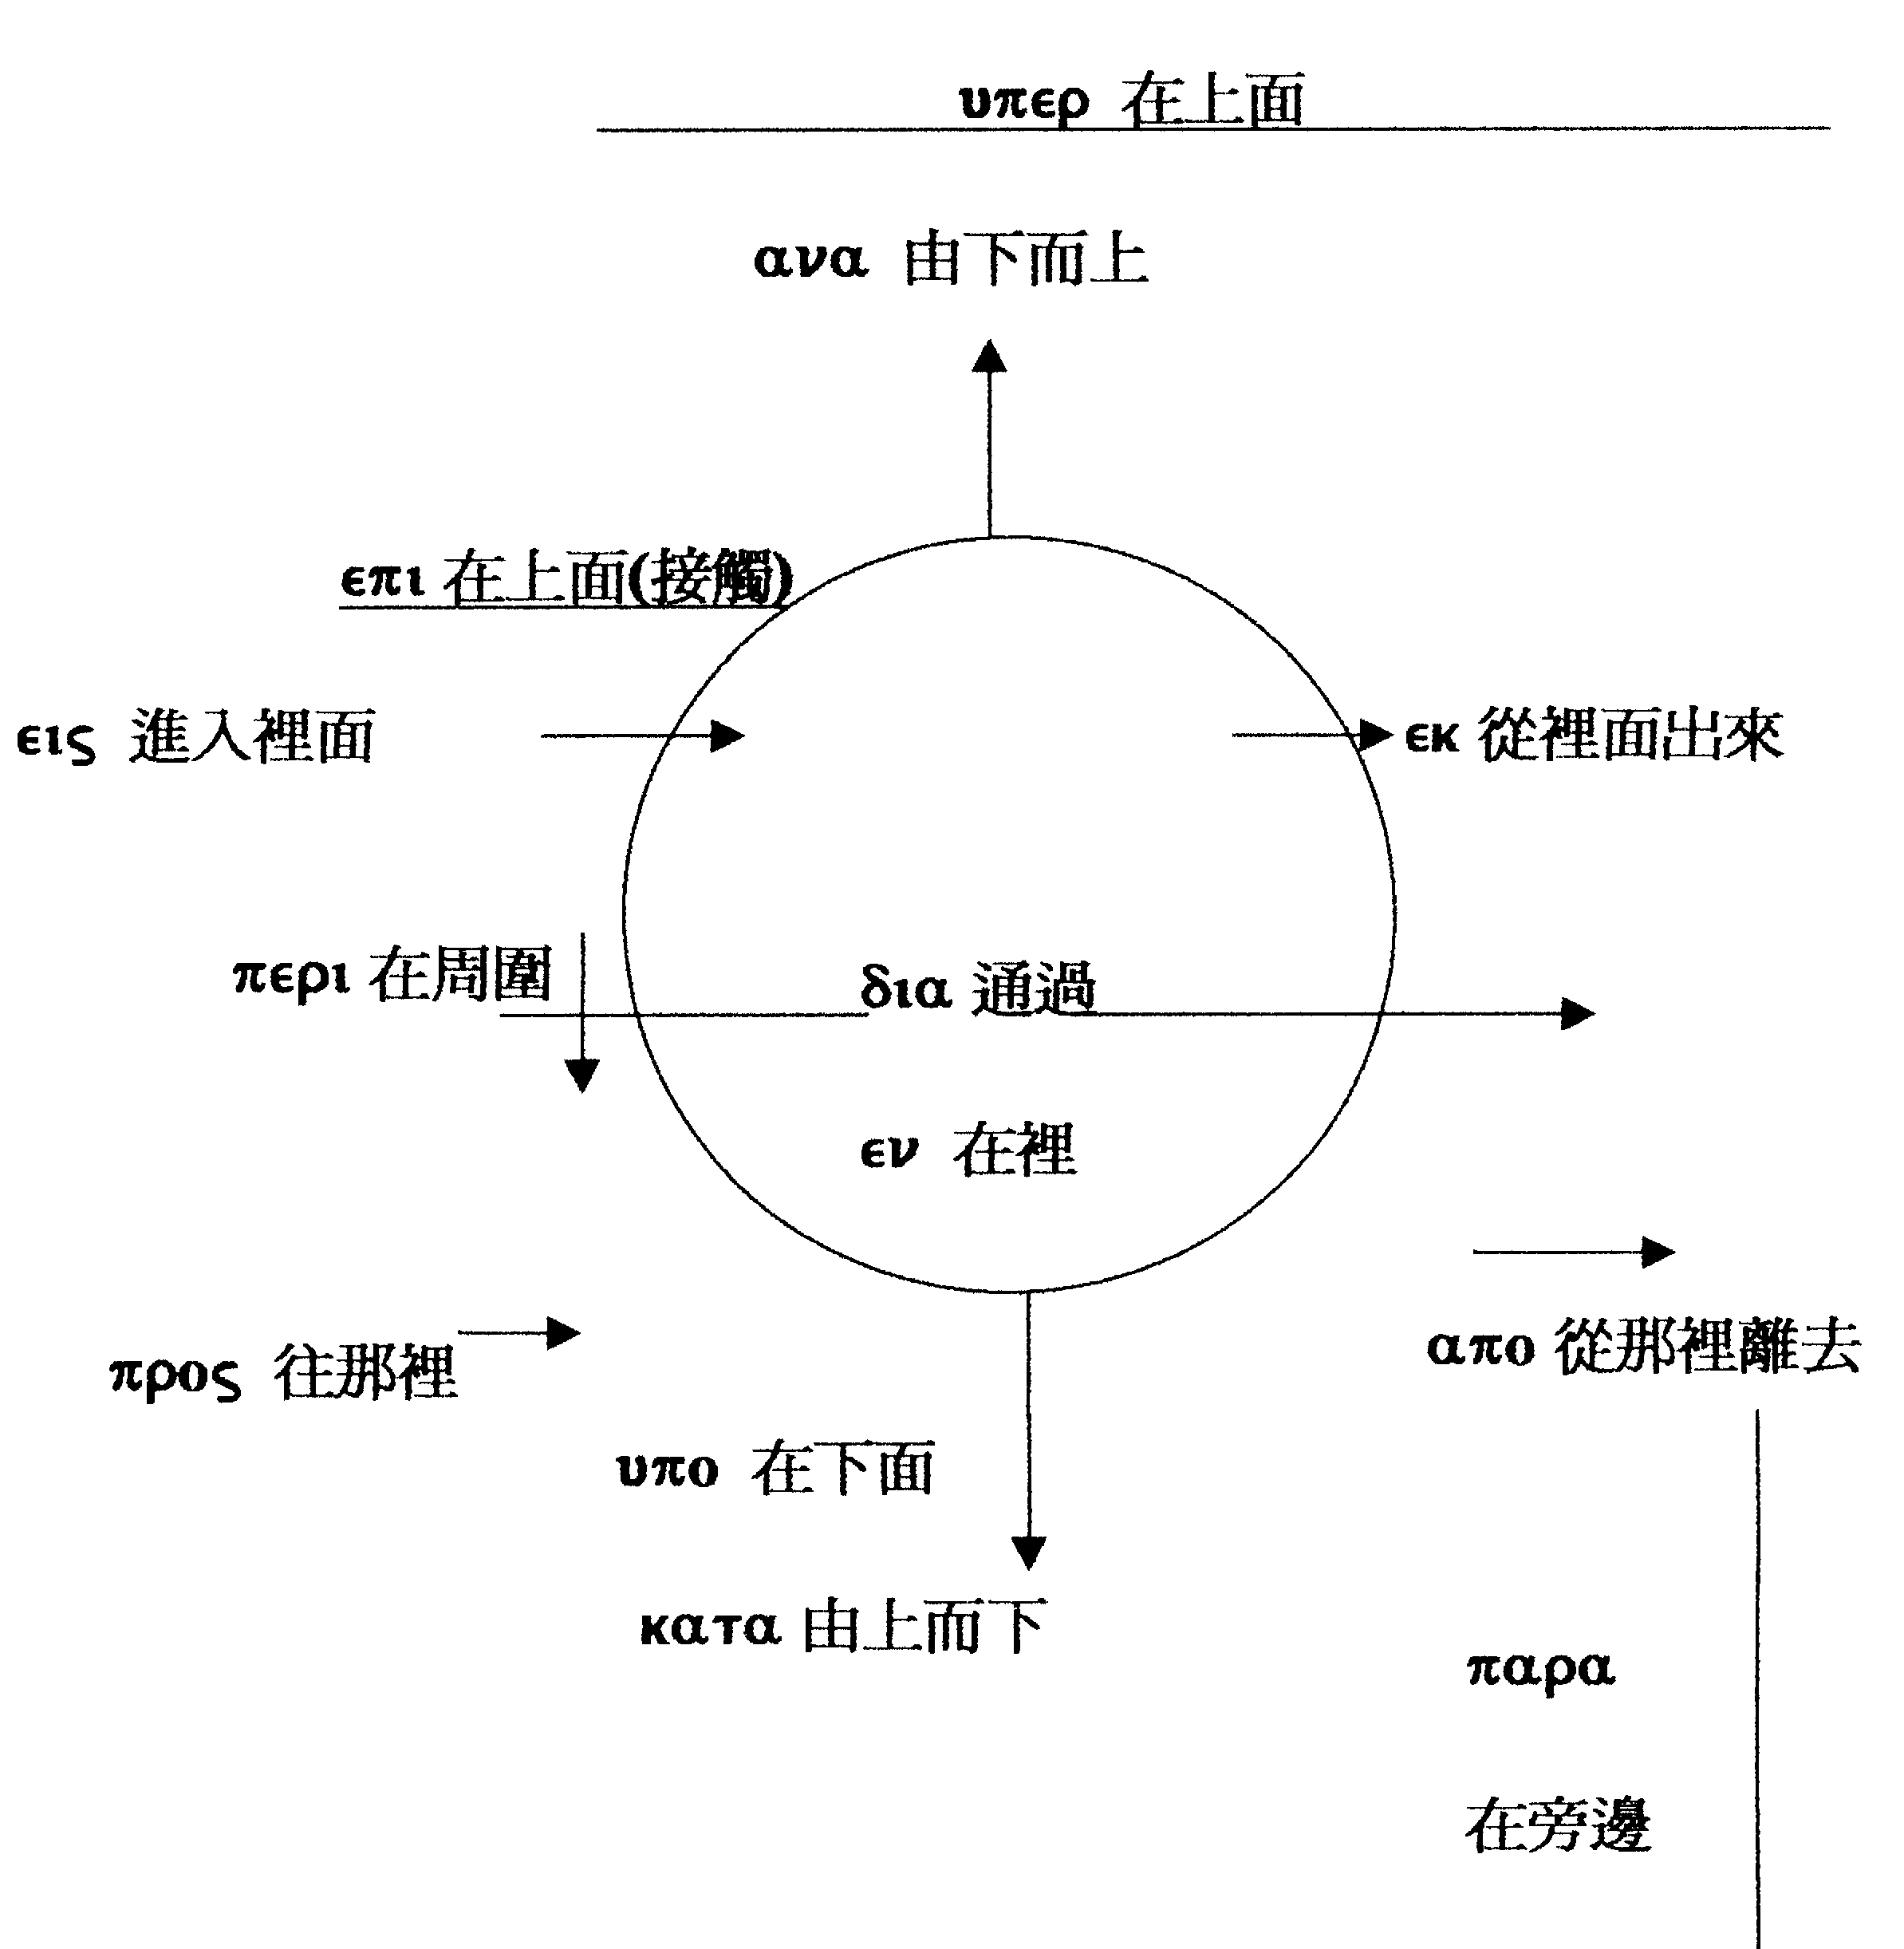 υπερ 在上面
ανα 由下而上
επι 在上面(接觸)
εις 進入裡面
εκ 從裡面出來
περι 在周圍
δια 通過
εν 在裡
προς 往那裡
απο 從那裡離去
υπο 在下面
κατα 由上而下
παρα
在旁邊